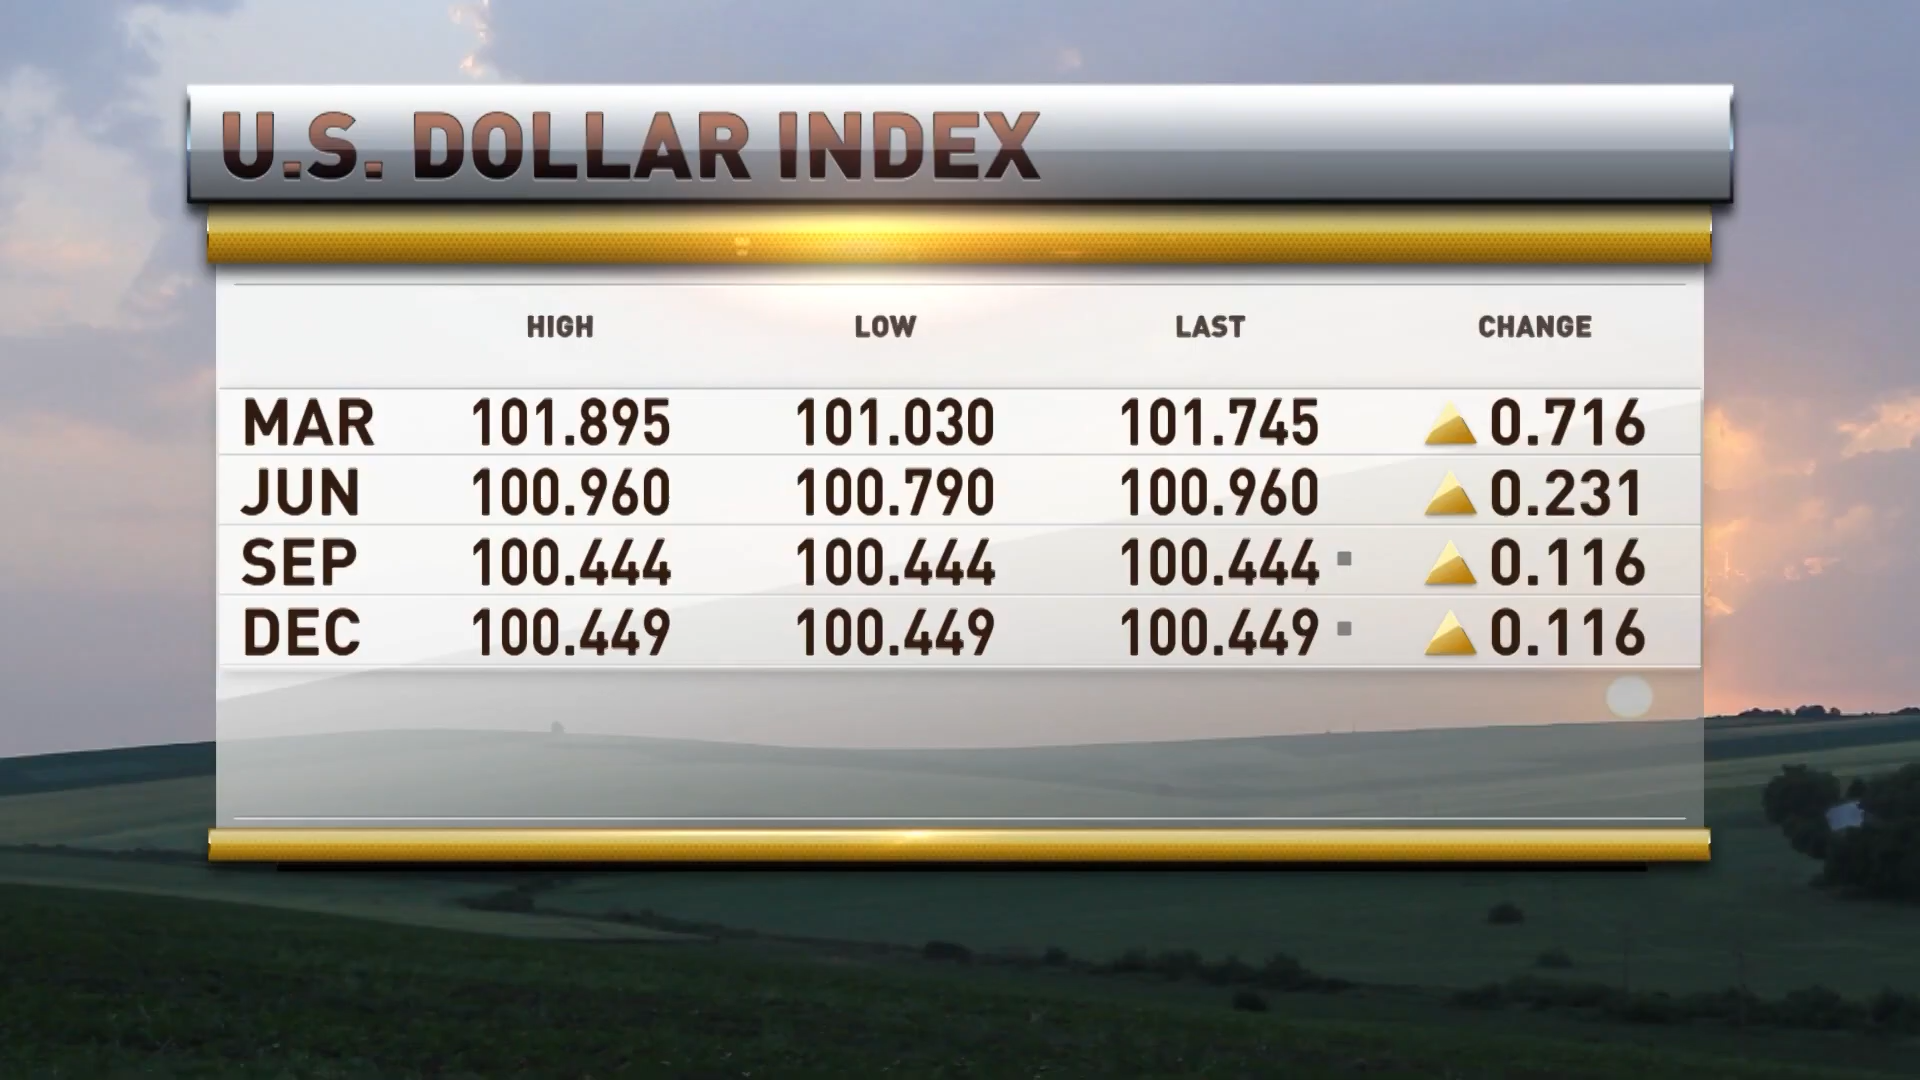 U.S. DOLLAR INDEX
HIGH LOW LAST CHANGE
MAR 101.895 101.030 101.745 ▲ 0.716
JUN 100.960 100.790 100.960 ▲ 0.231
SEP 100.444 100.444 100.444 ▪ ▲ 0.116
DEC 100.449 100.449 100.449 ▪ ▲ 0.116